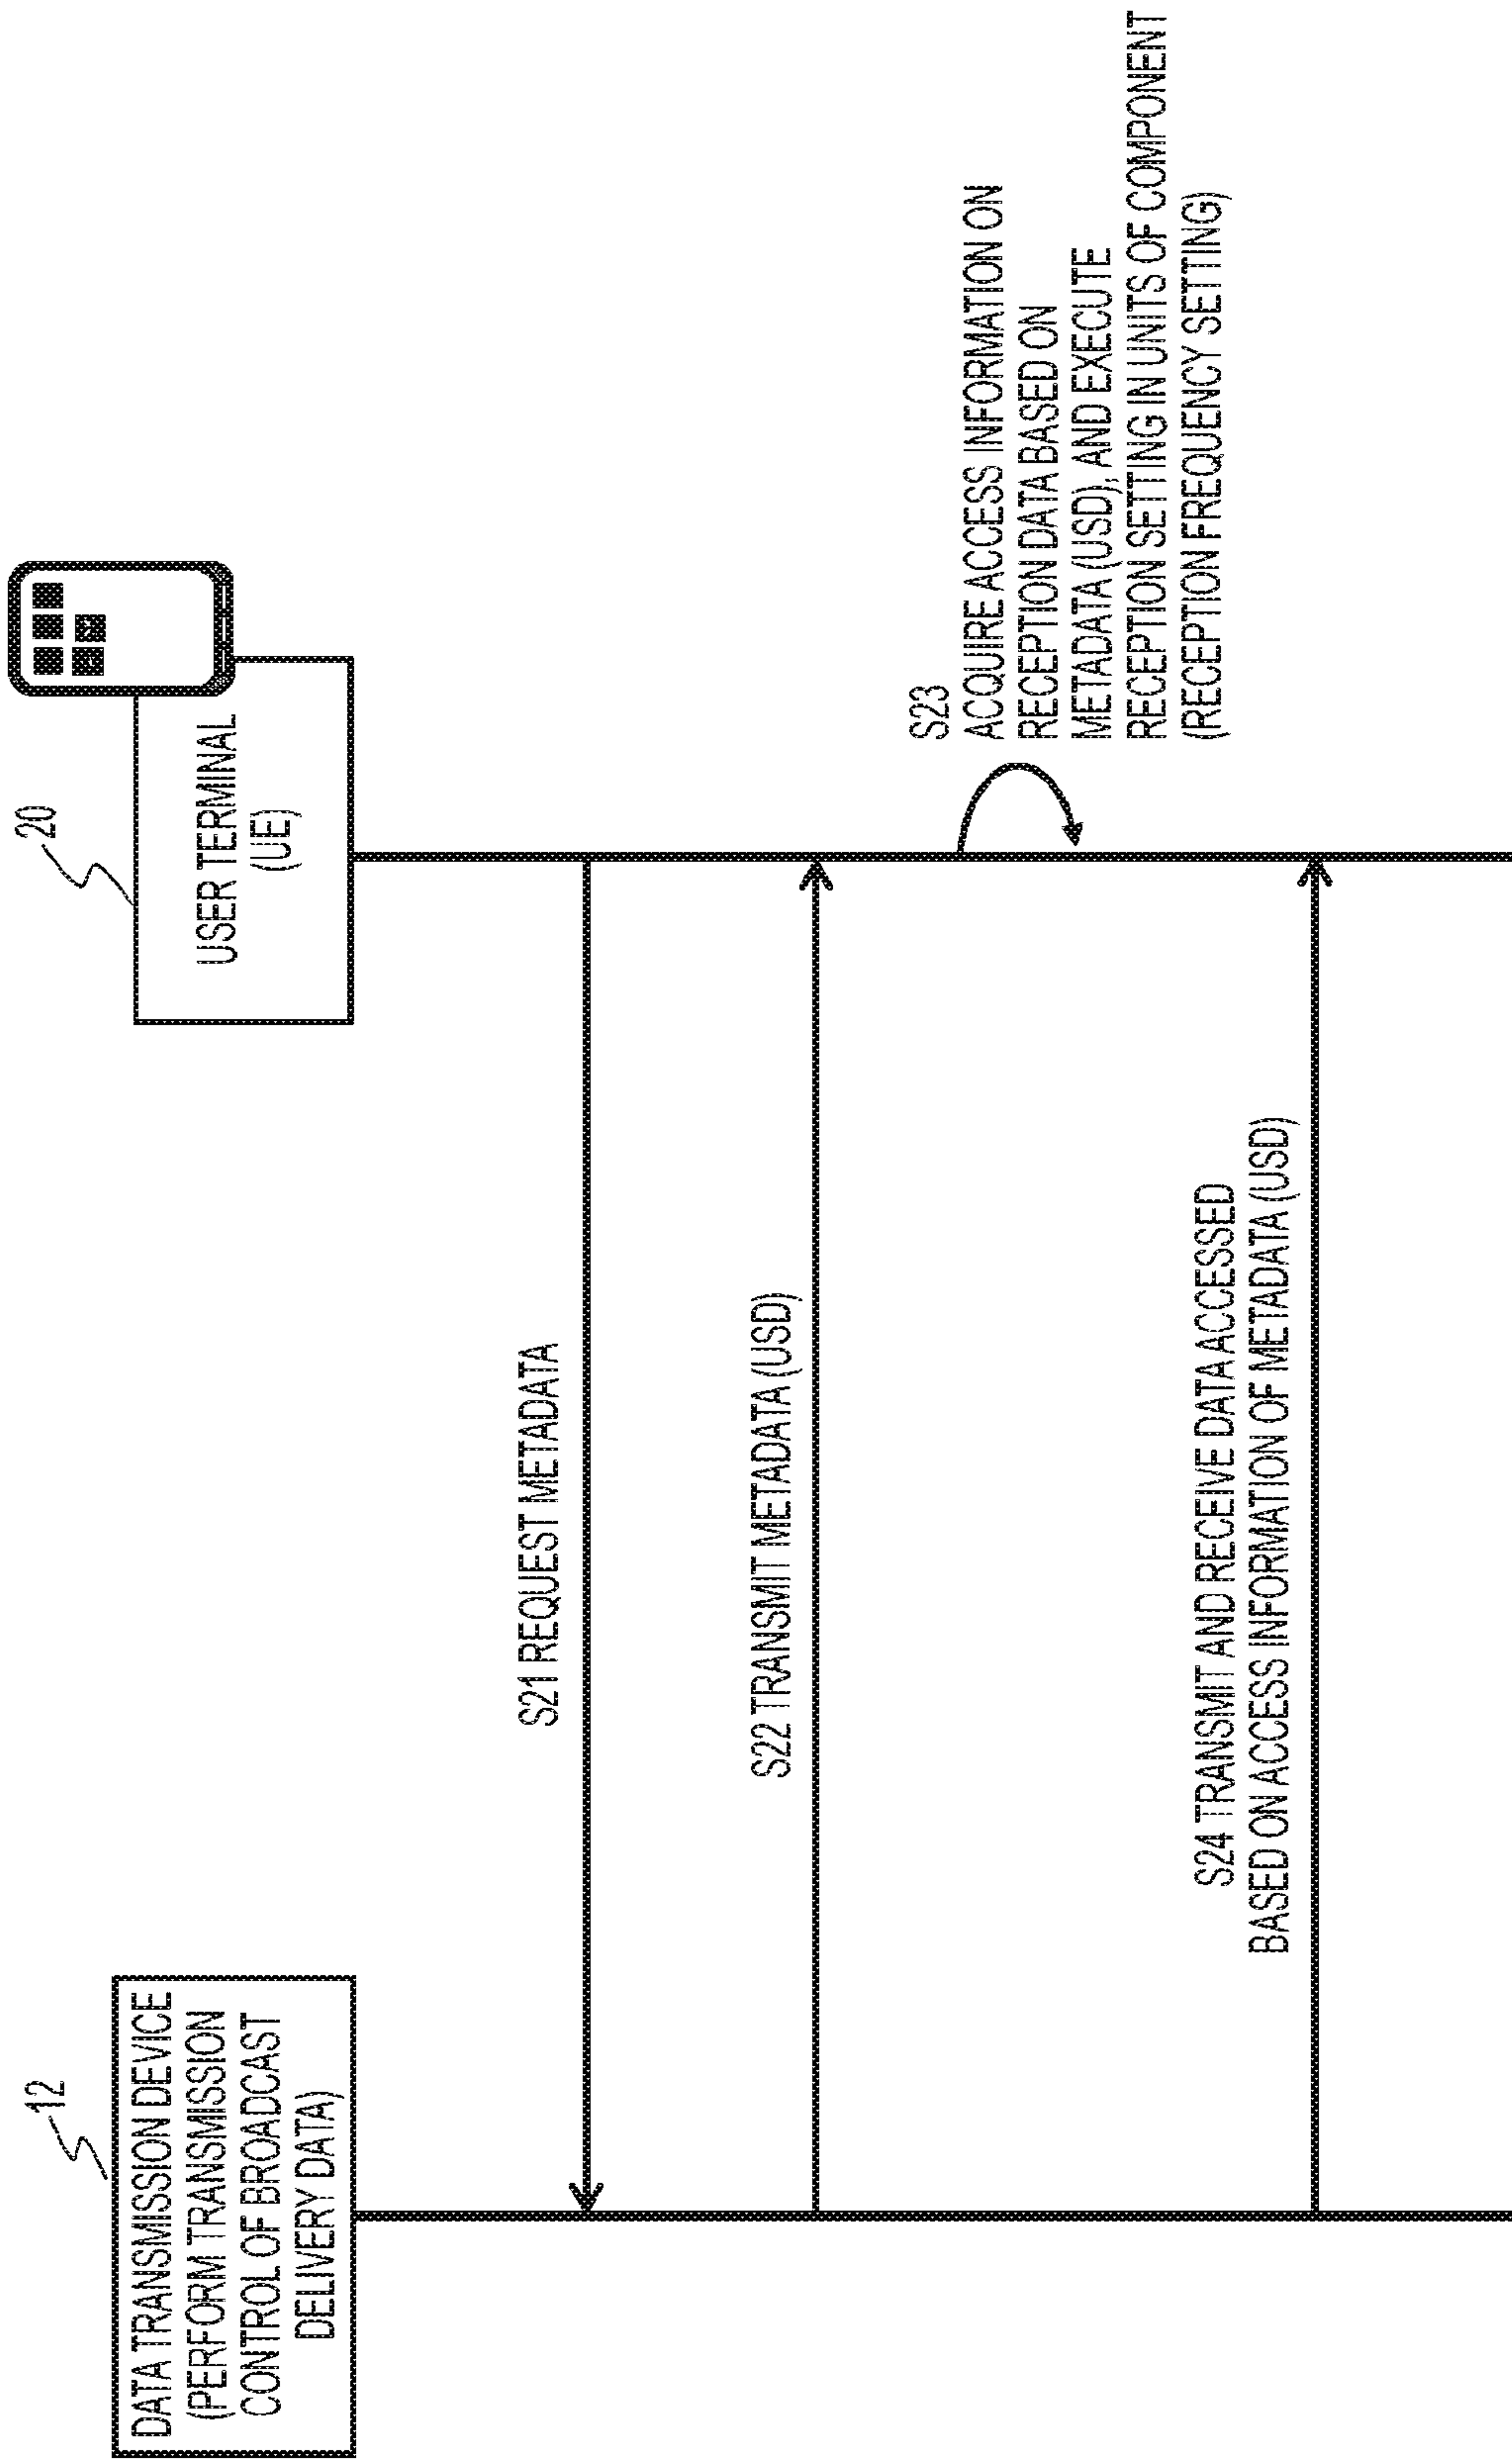 12
DATA TRANSMISSION DEVICE
(PERFORM TRANSMISSION
CONTROL OF BROADCAST
DELIVERY DATA)
20
USER TERMINAL
(UE)
S21 REQUEST METADATA
S22 TRANSMIT METADATA (USD)
S23
ACQUIRE ACCESS INFORMATION ON
RECEPTION DATA BASED ON
METADATA (USD), AND EXECUTE
RECEPTION SETTING IN UNITS OF COMPONENT
(RECEPTION FREQUENCY SETTING)
S24 TRANSMIT AND RECEIVE DATA ACCESSED
BASED ON ACCESS INFORMATION OF METADATA (USD)